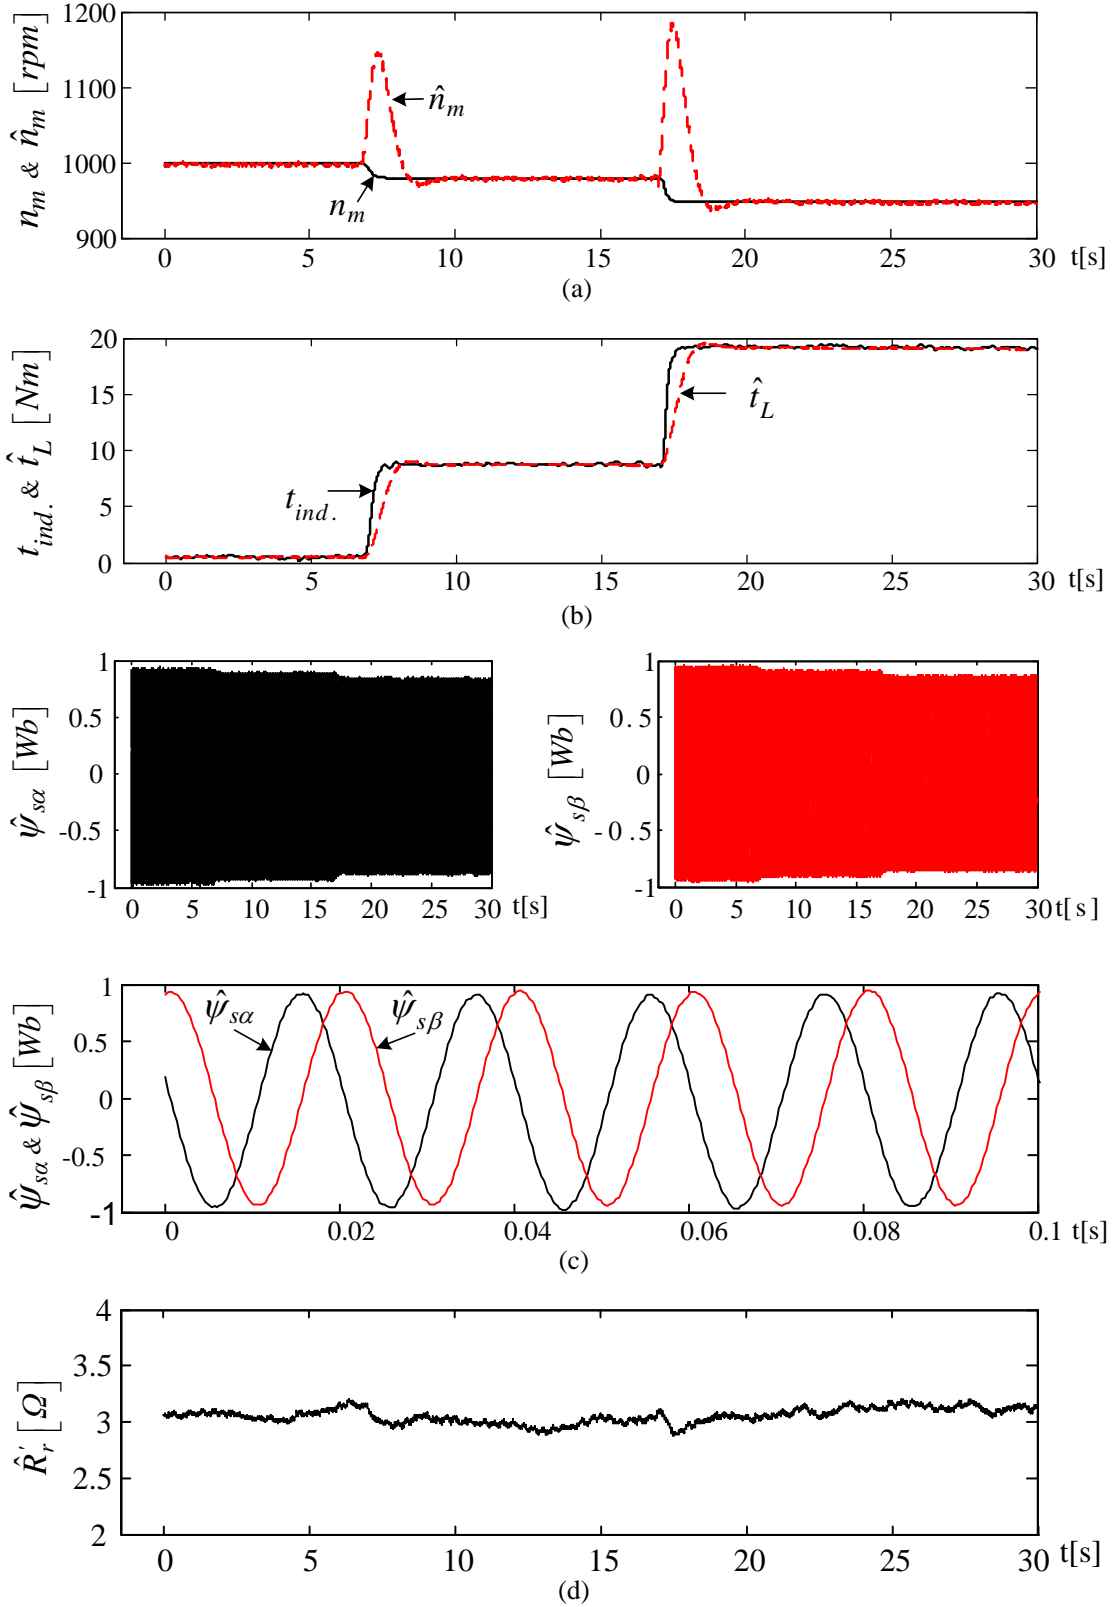 n_m & n̂_m [rpm]
1200
1100
1000
900
n̂_m
n_m
0 5 10 15 20 25 30 t[s]
(a)
t_ind. & t̂_L [Nm]
20
15
10
5
0
t̂_L
t_ind.
0 5 10 15 20 25 30 t[s]
(b)
ψ̂_sα [Wb]
1
0.5
0
-0.5
-1
0 5 10 15 20 25 30 t[s]
ψ̂_sβ [Wb]
1
0.5
0
-0.5
-1
0 5 10 15 20 25 30 t[s]
ψ̂_sα & ψ̂_sβ [Wb]
1
0.5
0
-0.5
-1
ψ̂_sα
ψ̂_sβ
0 0.02 0.04 0.06 0.08 0.1 t[s]
(c)
R̂'_r [Ω]
4
3.5
3
2.5
2
0 5 10 15 20 25 30 t[s]
(d)